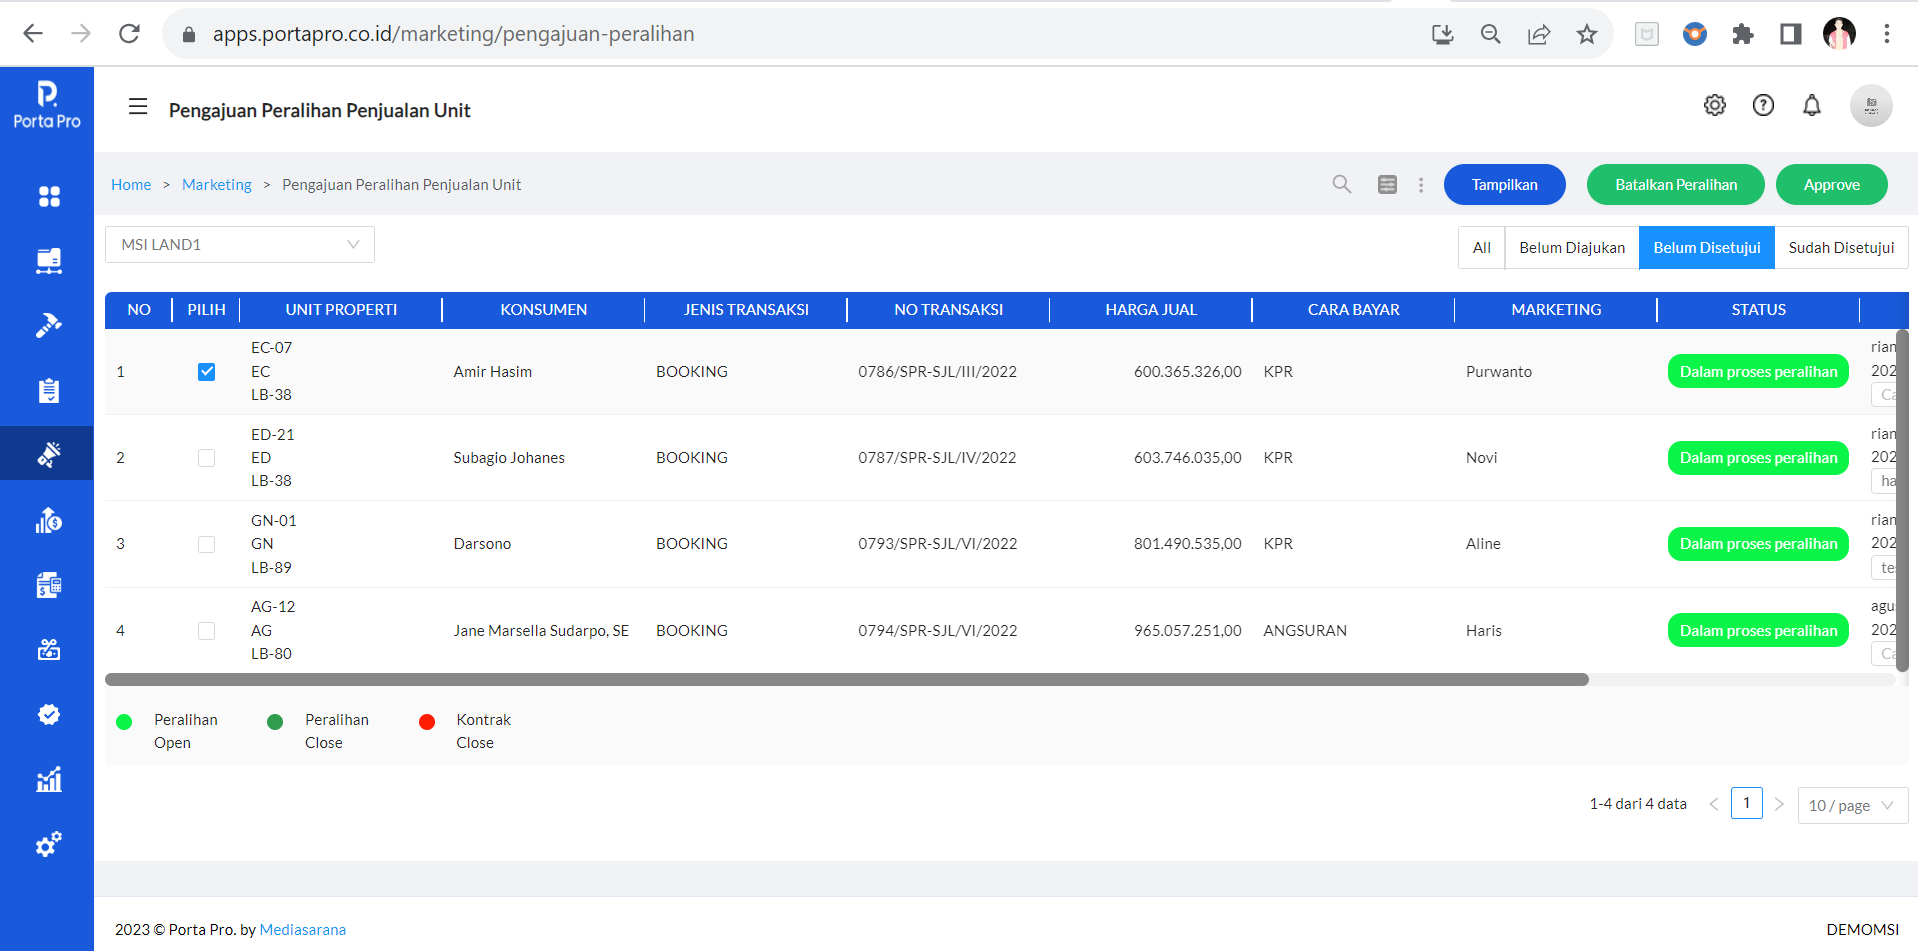 apps.portapro.co.id/marketing/pengajuan-peralihan
Porta Pro
Pengajuan Peralihan Penjualan Unit
Home > Marketing > Pengajuan Peralihan Penjualan Unit
Tampilkan Batalkan Peralihan Approve
MSI LAND1
All Belum Diajukan Belum Disetujui Sudah Disetujui
NO PILIH UNIT PROPERTI KONSUMEN JENIS TRANSAKSI NO TRANSAKSI HARGA JUAL CARA BAYAR MARKETING STATUS
EC-07 rian
1 EC Amir Hasim BOOKING 0786/SPR-SJL/III/2022 600.365.326,00 KPR Purwanto Dalam proses peralihan 202
LB-38 Ca
ED-21 rian
2 ED Subagio Johanes BOOKING 0787/SPR-SJL/IV/2022 603.746.035,00 KPR Novi Dalam proses peralihan 202
LB-38 ha
GN-01 rian
3 GN Darsono BOOKING 0793/SPR-SJL/VI/2022 801.490.535,00 KPR Aline Dalam proses peralihan 202
LB-89 te
AG-12 agu
4 AG Jane Marsella Sudarpo, SE BOOKING 0794/SPR-SJL/VI/2022 965.057.251,00 ANGSURAN Haris Dalam proses peralihan 202
LB-80 Ca
Peralihan Open
Peralihan Close
Kontrak Close
1-4 dari 4 data < 1 > 10 / page
2023 © Porta Pro. by Mediasarana DEMOMSI